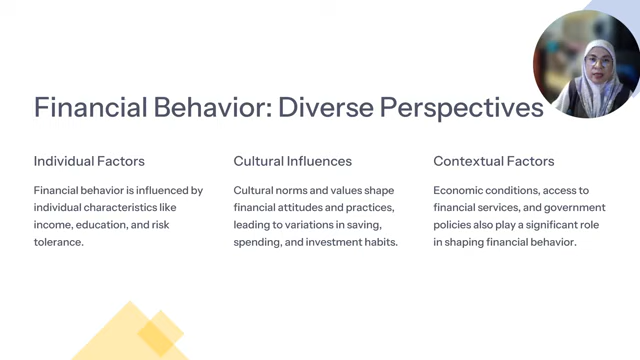 Financial Behavior: Diverse Perspectives
Individual Factors
Financial behavior is influenced by
individual characteristics like
income, education, and risk
tolerance.
Cultural Influences
Cultural norms and values shape
financial attitudes and practices,
leading to variations in saving,
spending, and investment habits.
Contextual Factors
Economic conditions, access to
financial services, and government
policies also play a significant role
in shaping financial behavior.